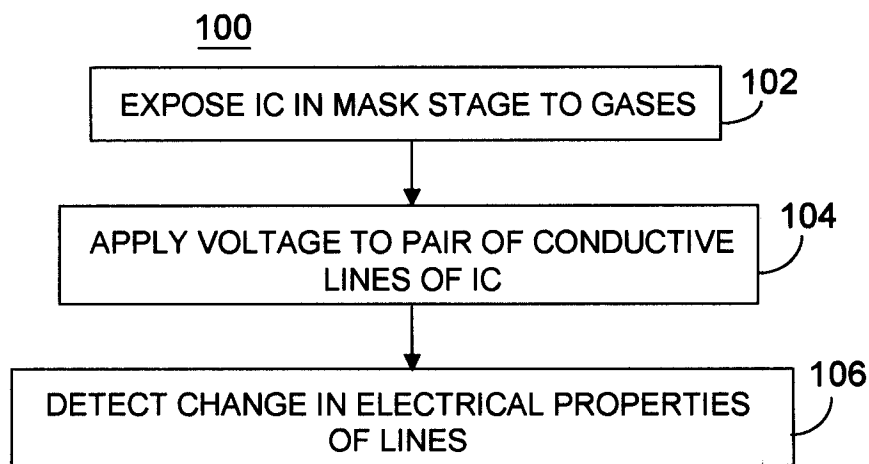 100
EXPOSE IC IN MASK STAGE TO GASES
102
APPLY VOLTAGE TO PAIR OF CONDUCTIVE
LINES OF IC
104
DETECT CHANGE IN ELECTRICAL PROPERTIES
OF LINES
106